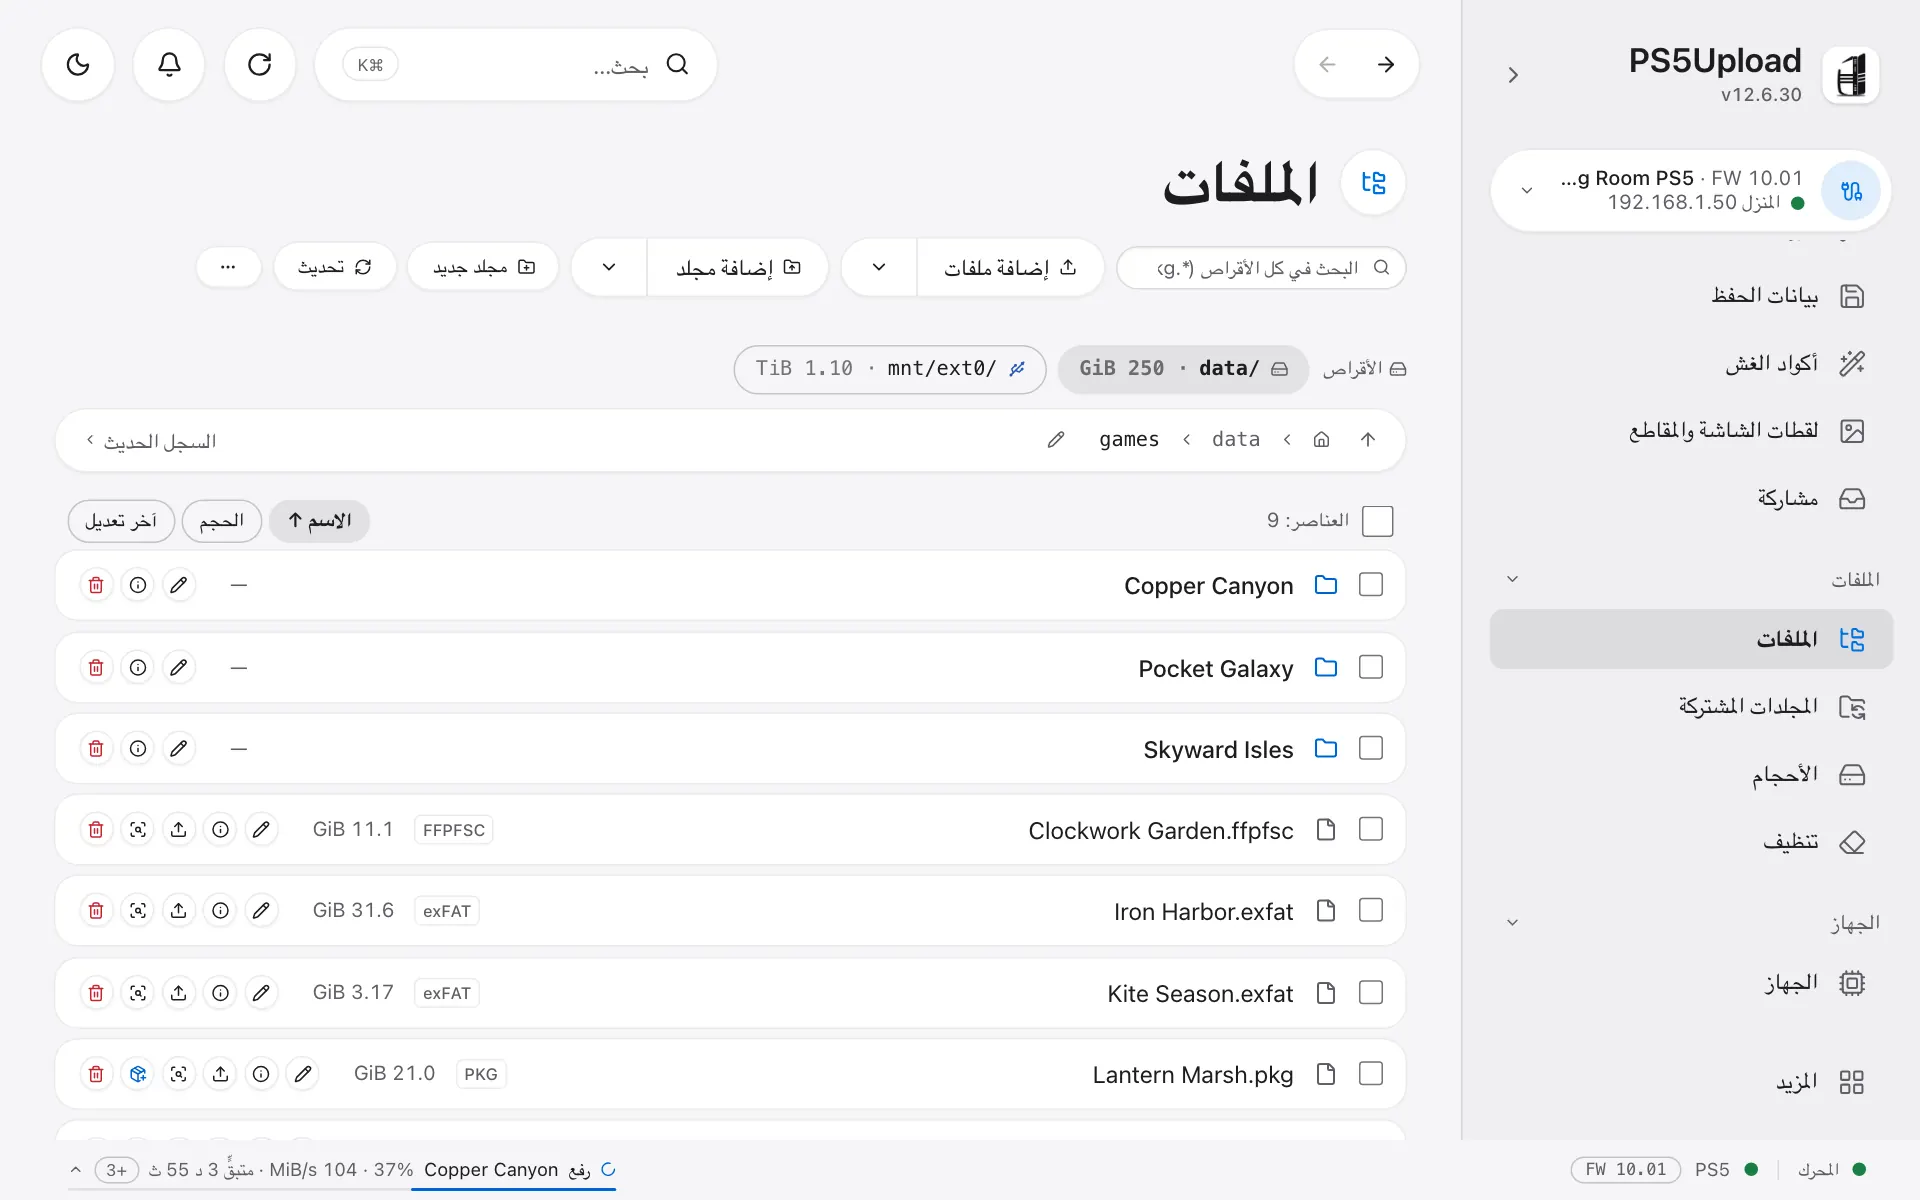 PS5Upload
v12.6.30
...g Room PS5 · FW 10.01
المنزل 192.168.1.50
بيانات الحفظ
أكواد الغش
لقطات الشاشة والمقاطع
مشاركة
الملفات
الملفات
المجلدات المشتركة
الأحجام
تنظيف
الجهاز
الجهاز
المزيد
بحث...
K⌘
الملفات
البحث في كل الأقراص (*.g
إضافة ملفات
إضافة مجلد
مجلد جديد
تحديث
الأقراص
data/ · 250 GiB
mnt/ext0/ · 1.10 TiB
data
games
السجل الحديث
العناصر: 9
الاسم ↑
الحجم
آخر تعديل
Copper Canyon
—
Pocket Galaxy
—
Skyward Isles
—
Clockwork Garden.ffpfsc
FFPFSC
11.1 GiB
Iron Harbor.exfat
exFAT
31.6 GiB
Kite Season.exfat
exFAT
3.17 GiB
Lantern Marsh.pkg
PKG
21.0 GiB
المحرك
PS5
FW 10.01
رفع Copper Canyon
37% · 104 MiB/s · متبقٍّ 3 د 55 ث
3+